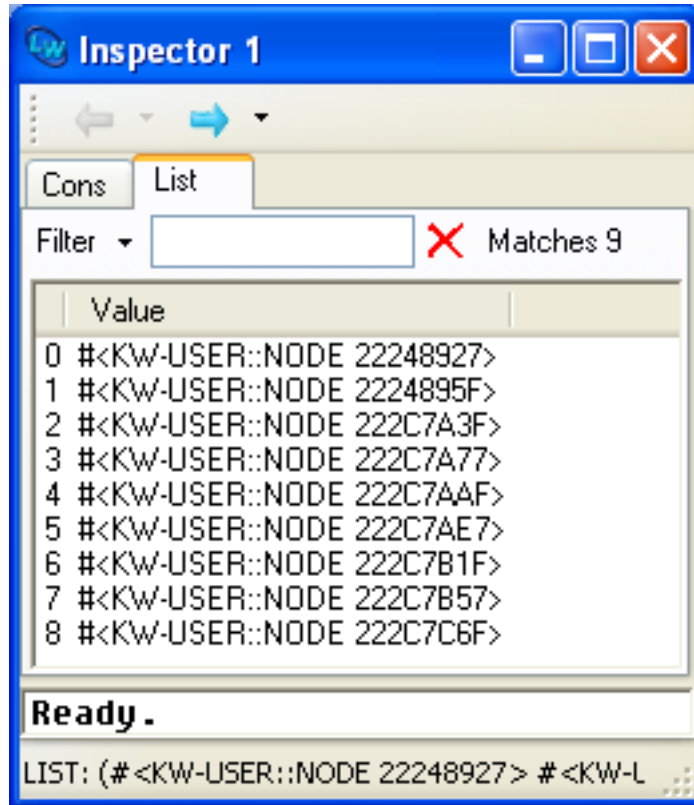 Inspector 1
Cons List
Filter Matches 9
Value
0 #<KW-USER::NODE 22248927>
1 #<KW-USER::NODE 2224895F>
2 #<KW-USER::NODE 222C7A3F>
3 #<KW-USER::NODE 222C7A77>
4 #<KW-USER::NODE 222C7AAF>
5 #<KW-USER::NODE 222C7AE7>
6 #<KW-USER::NODE 222C7B1F>
7 #<KW-USER::NODE 222C7B57>
8 #<KW-USER::NODE 222C7C6F>
Ready.
LIST: (#<KW-USER::NODE 22248927> #<KW-L